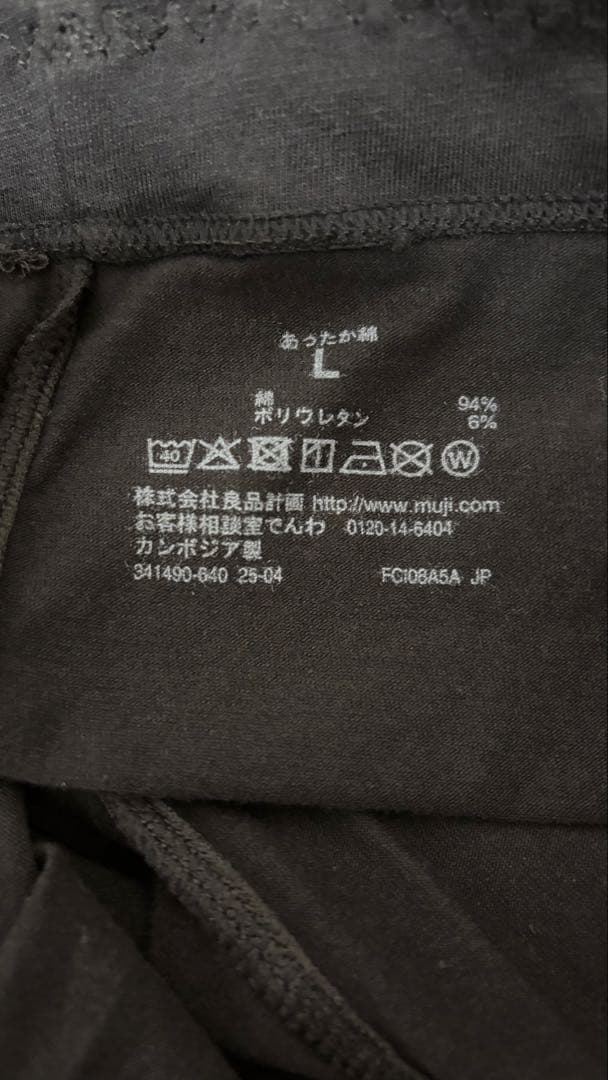 あったか綿
L
綿 94%
ポリウレタン 6%
40 W
株式会社良品計画 http://www.muji.com
お客様相談室でんわ 0120-14-6404
カンボジア製
341490-640 25-04 FCI08A5A JP